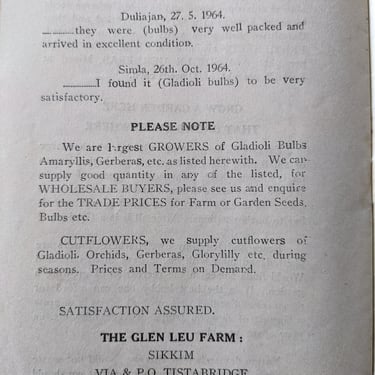 Duliajan, 27. 5. 1964.
............they were (bulbs) very well packed and
arrived in excellent condition.
Simla, 26th. Oct. 1964.
............I found it (Gladioli bulbs) to be very
satisfactory.
PLEASE NOTE
We are largest GROWERS of Gladioli Bulbs
Amaryllis, Gerberas, etc. as listed herewith. We can
supply good quantity in any of the listed, for
WHOLESALE BUYERS, please see us and enquire
for the TRADE PRICES for Farm or Garden Seeds,
Bulbs etc.
CUTFLOWERS, we supply cutflowers of
Gladioli, Orchids, Gerberas, Glorylilly etc. during
seasons. Prices and Terms on Demand.
SATISFACTION ASSURED.
THE GLEN LEU FARM :
SIKKIM
VIA & P.O. TISTABRIDGE